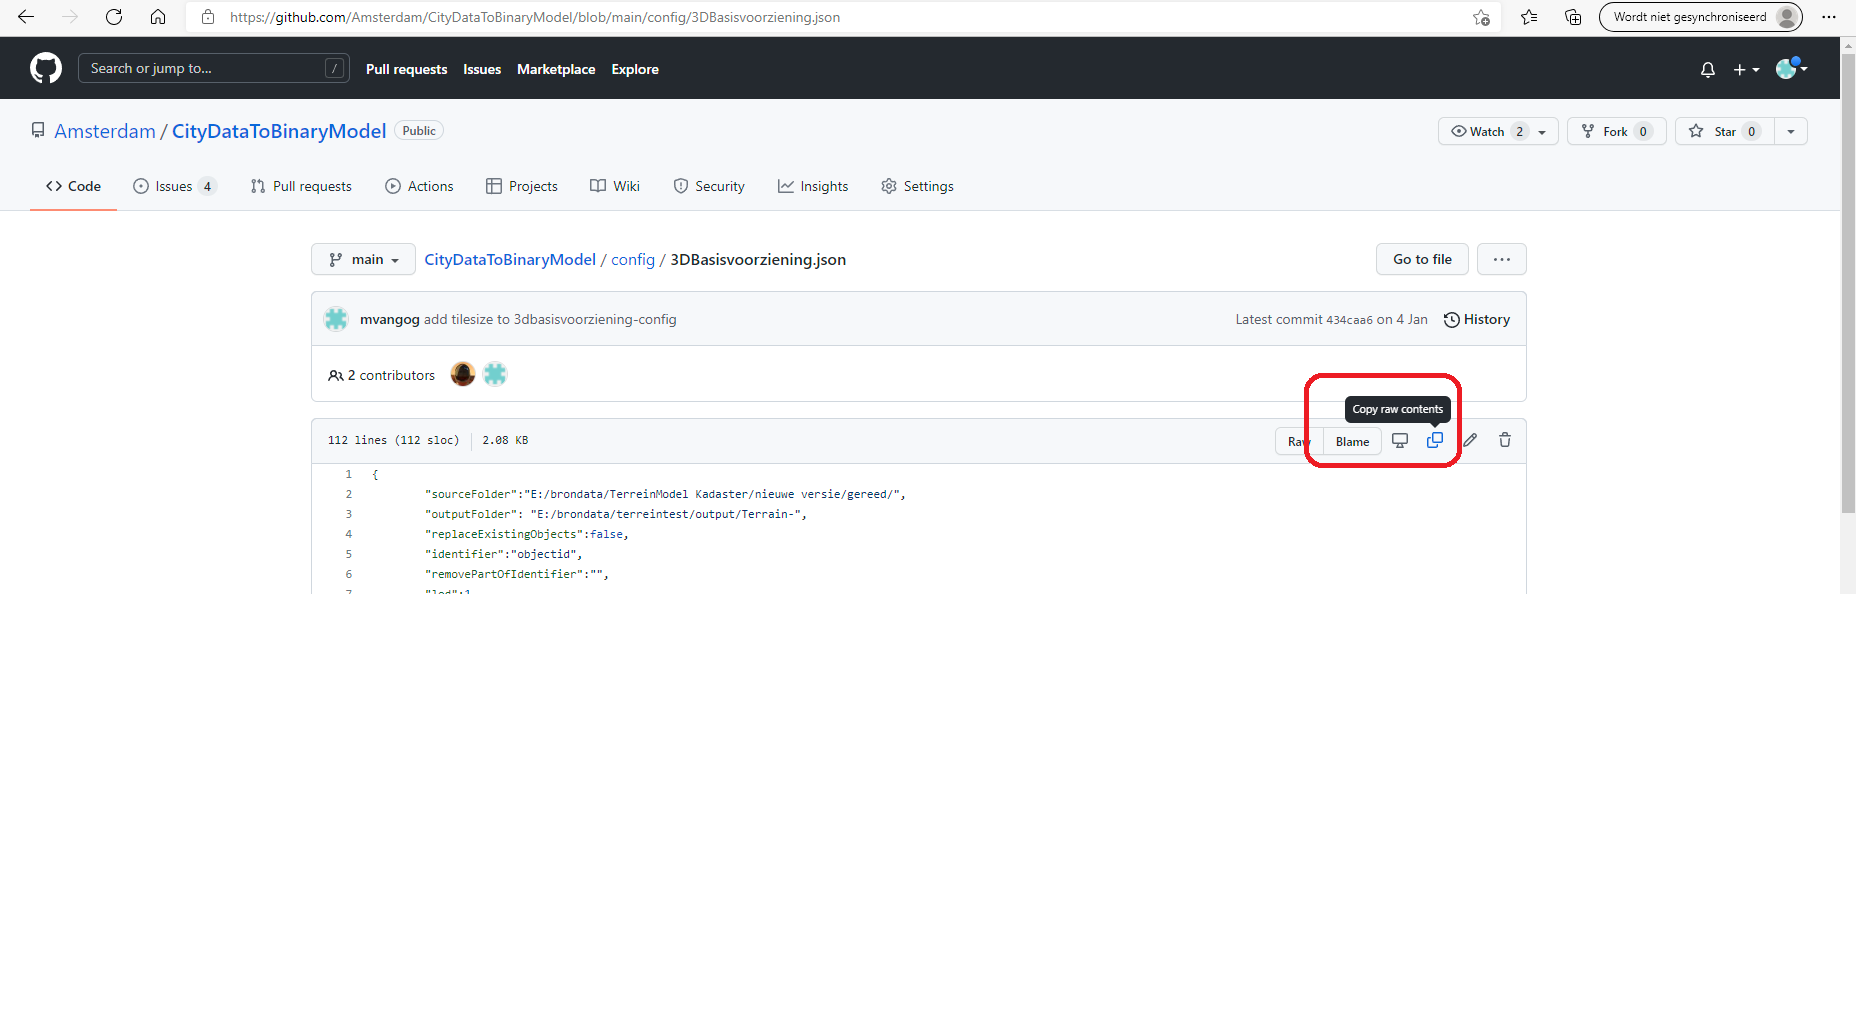 https://github.com/Amsterdam/CityDataToBinaryModel/blob/main/config/3DBasisvoorziening.json
Wordt niet gesynchroniseerd
Search or jump to... /
Pull requests Issues Marketplace Explore
Amsterdam / CityDataToBinaryModel Public
Watch 2 Fork 0 Star 0
Code Issues 4 Pull requests Actions Projects Wiki Security Insights Settings
main CityDataToBinaryModel / config / 3DBasisvoorziening.json Go to file ...
mvangog add tilesize to 3dbasisvoorziening-config Latest commit 434caa6 on 4 Jan History
2 contributors
Copy raw contents
112 lines (112 sloc) 2.08 KB Raw Blame
1 {
2 "sourceFolder":"E:/brondata/TerreinModel Kadaster/nieuwe versie/gereed/",
3 "outputFolder": "E:/brondata/terreintest/output/Terrain-",
4 "replaceExistingObjects":false,
5 "identifier":"objectid",
6 "removePartOfIdentifier":"",
7 "lod":1